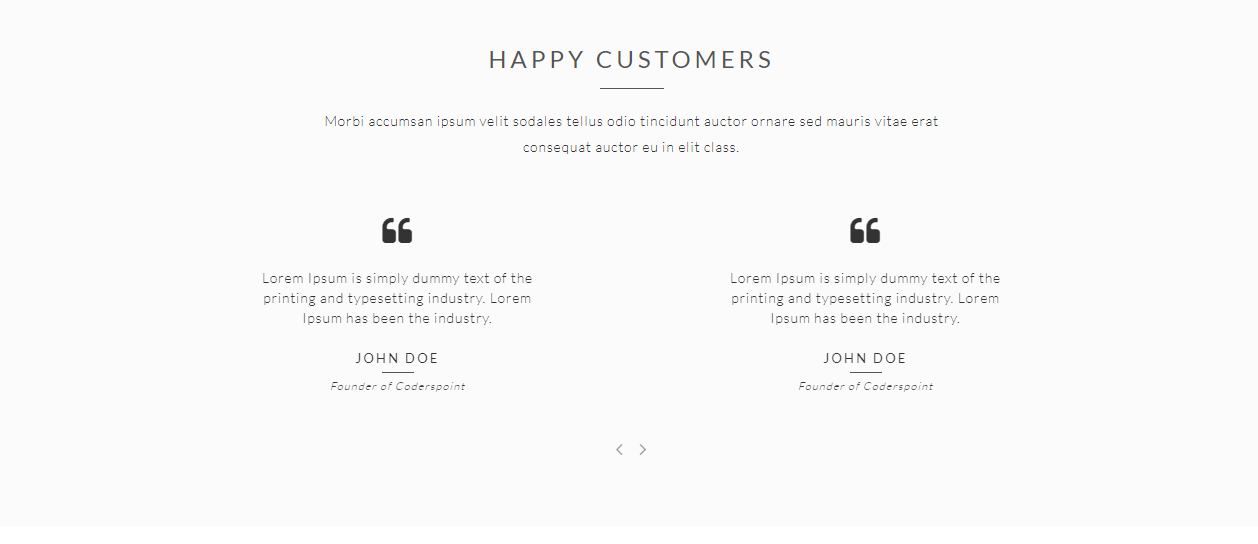 HAPPY CUSTOMERS
Morbi accumsan ipsum velit sodales tellus odio tincidunt auctor ornare sed mauris vitae erat
consequat auctor eu in elit class.
Lorem Ipsum is simply dummy text of the
printing and typesetting industry. Lorem
Ipsum has been the industry.
JOHN DOE
Founder of Coderspoint
Lorem Ipsum is simply dummy text of the
printing and typesetting industry. Lorem
Ipsum has been the industry.
JOHN DOE
Founder of Coderspoint